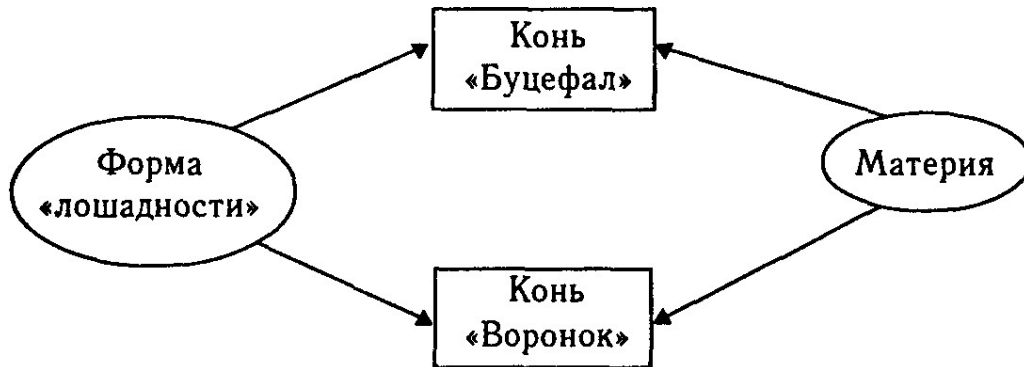 Конь
«Буцефал»
Форма
«лошадности»
Материя
Конь
«Воронок»